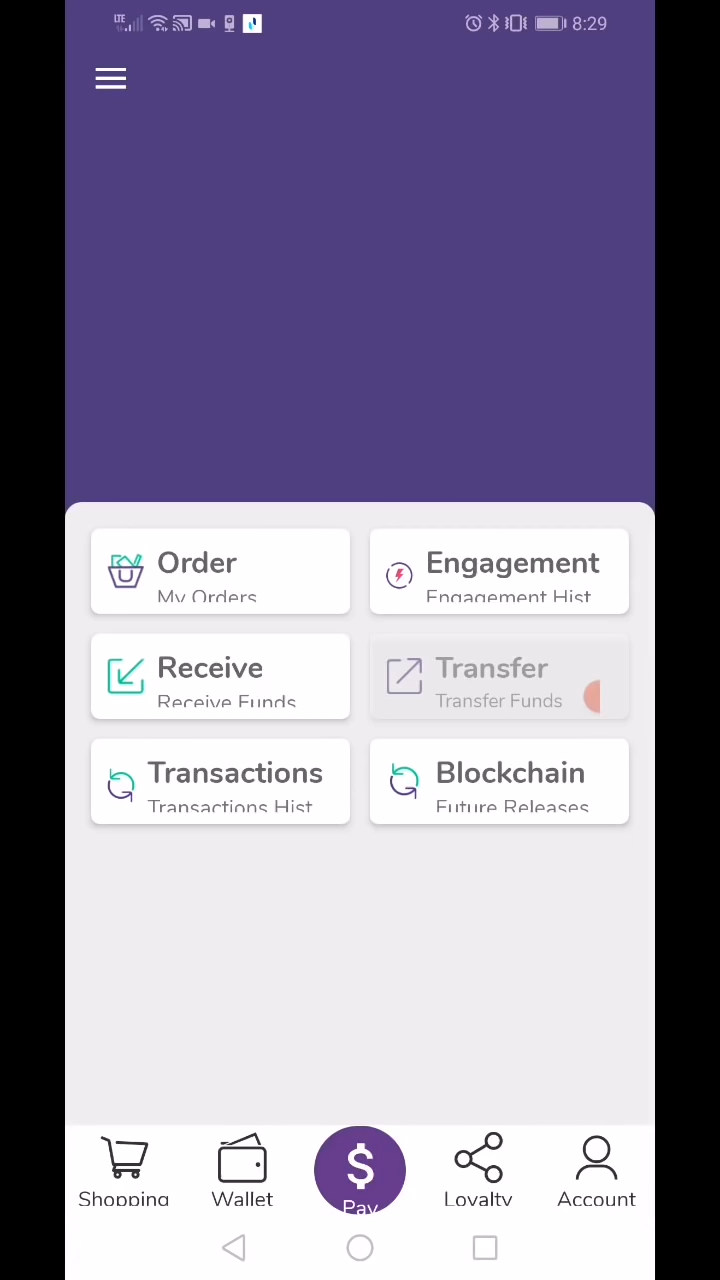 LTE 8:29
Order
My Orders
Engagement
Engagement Hist
Receive
Receive Funds
Transfer
Transfer Funds
Transactions
Transactions Hist
Blockchain
Future Releases
$
Shopping
Wallet
Pay
Loyalty
Account